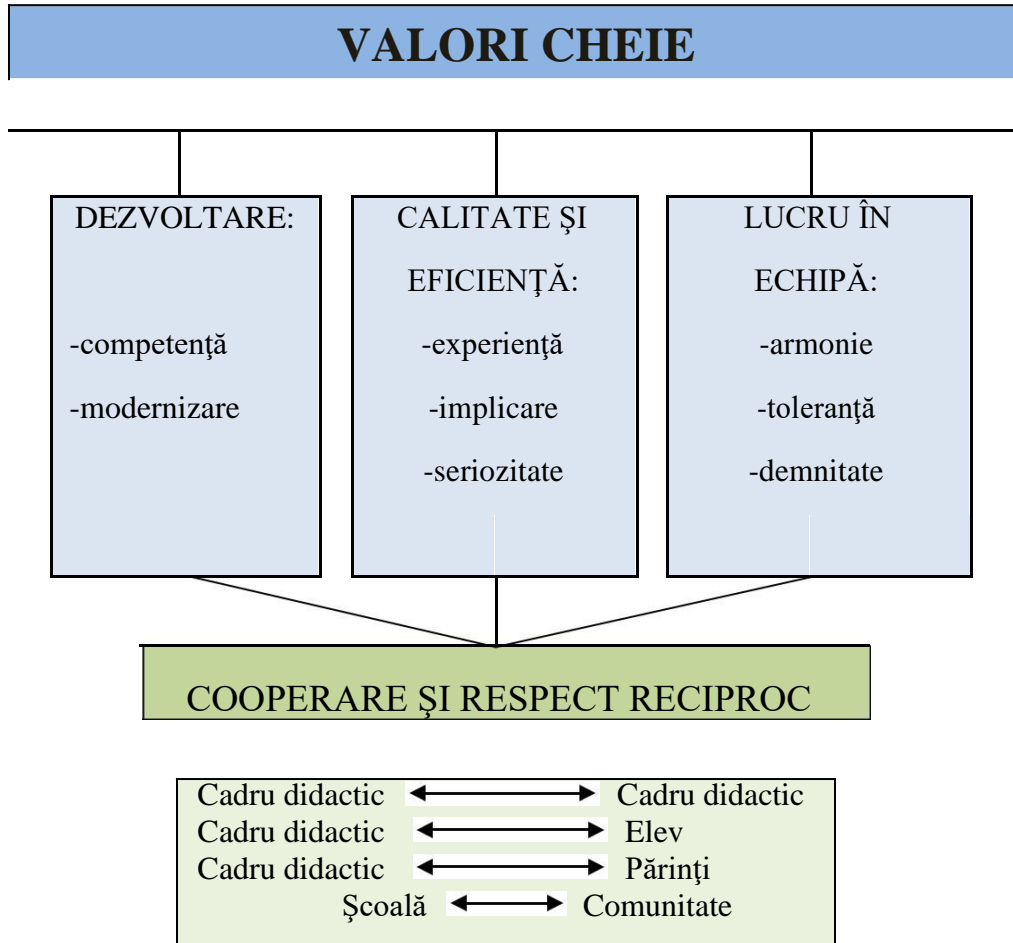 VALORI CHEIE
DEZVOLTARE:
-competenţă
-modernizare
CALITATE ŞI
EFICIENŢĂ:
-experienţă
-implicare
-seriozitate
LUCRU ÎN
ECHIPĂ:
-armonie
-toleranţă
-demnitate
COOPERARE ŞI RESPECT RECIPROC
Cadru didactic Cadru didactic
Cadru didactic Elev
Cadru didactic Părinţi
Şcoală Comunitate